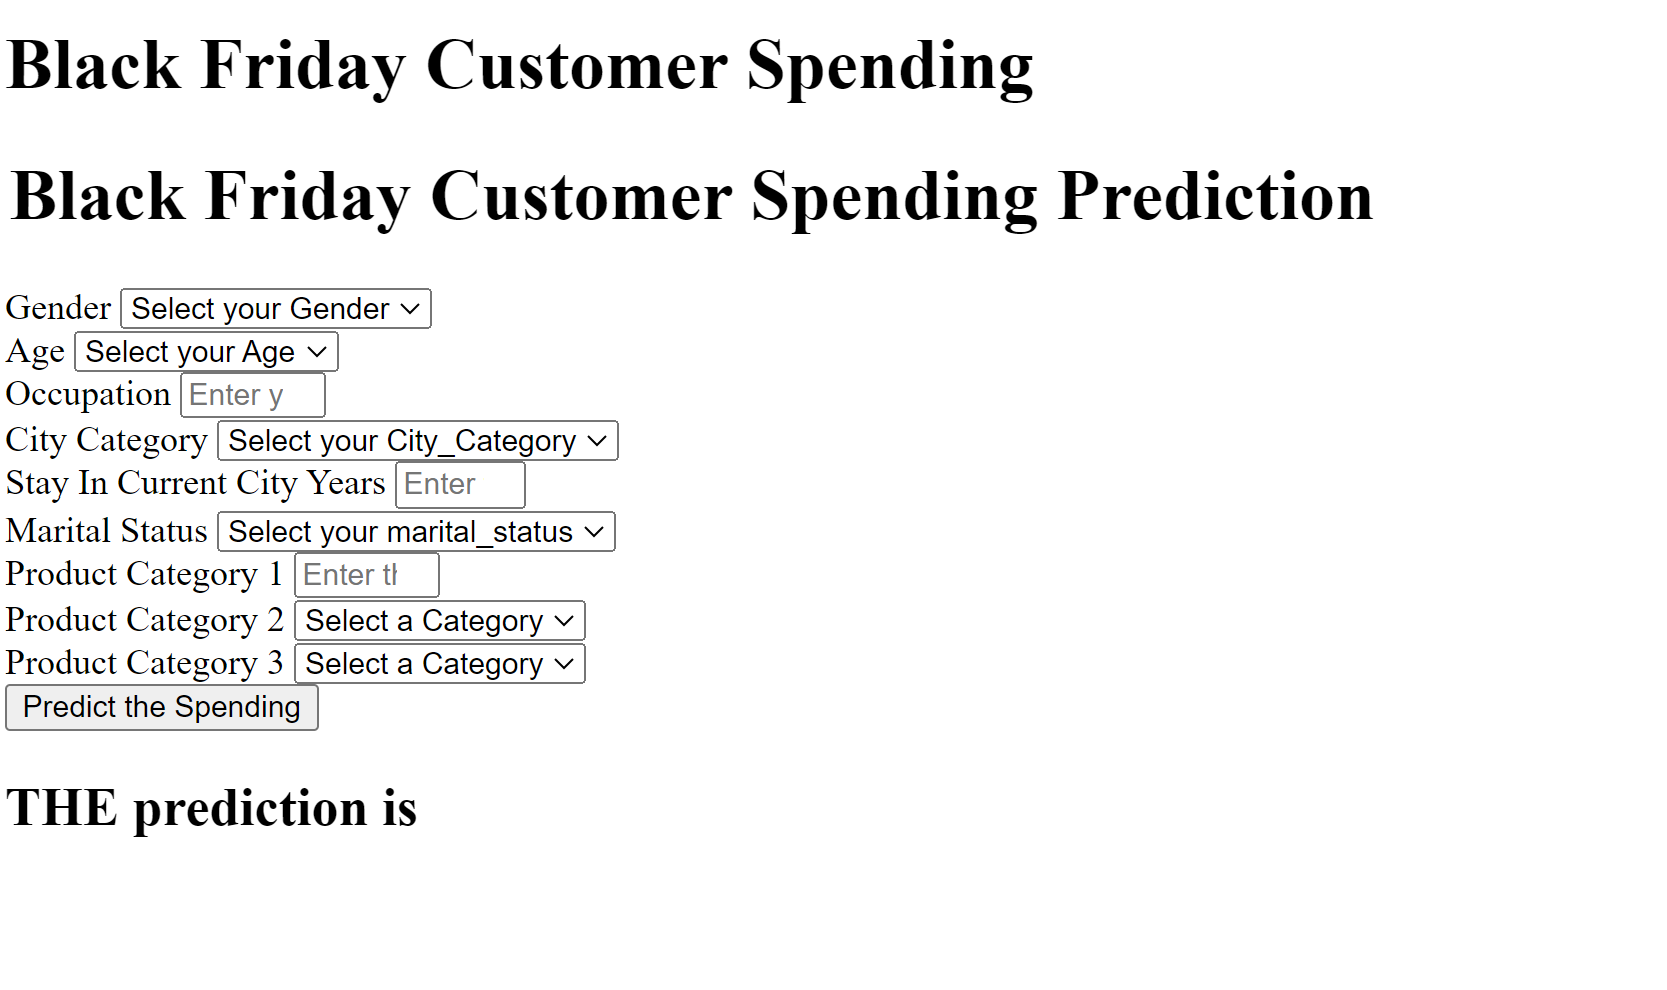 Black Friday Customer Spending
Black Friday Customer Spending Prediction
Gender Select your Gender
Age Select your Age
Occupation Enter y
City Category Select your City_Category
Stay In Current City Years Enter
Marital Status Select your marital_status
Product Category 1 Enter th
Product Category 2 Select a Category
Product Category 3 Select a Category
Predict the Spending
THE prediction is